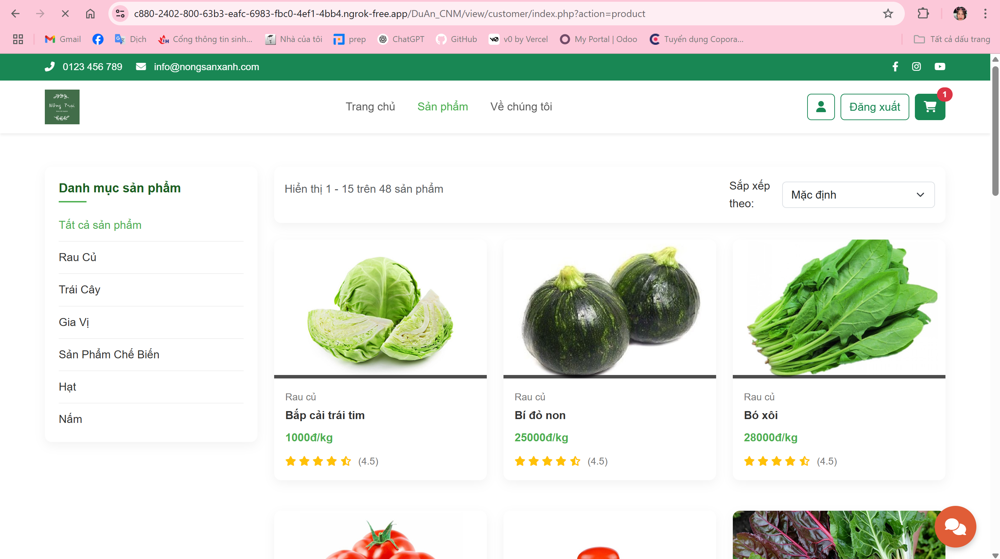 c880-2402-800-63b3-eafc-6983-fbc0-4ef1-4bb4.ngrok-free.app/DuAn_CNM/view/customer/index.php?action=product
Gmail
Dịch
Cổng thông tin sinh...
Nhà của tôi
prep
ChatGPT
GitHub
v0 by Vercel
My Portal | Odoo
Tuyển dụng Copora...
Tất cả dấu trang
0123 456 789
info@nongsanxanh.com
Nông Trại
Trang chủ
Sản phẩm
Về chúng tôi
Đăng xuất
1
Danh mục sản phẩm
Tất cả sản phẩm
Rau Củ
Trái Cây
Gia Vị
Sản Phẩm Chế Biến
Hạt
Nấm
Hiển thị 1 - 15 trên 48 sản phẩm
Sắp xếp
theo:
Mặc định
Rau củ
Bắp cải trái tim
1000đ/kg
(4.5)
Rau củ
Bí đỏ non
25000đ/kg
(4.5)
Rau củ
Bó xôi
28000đ/kg
(4.5)